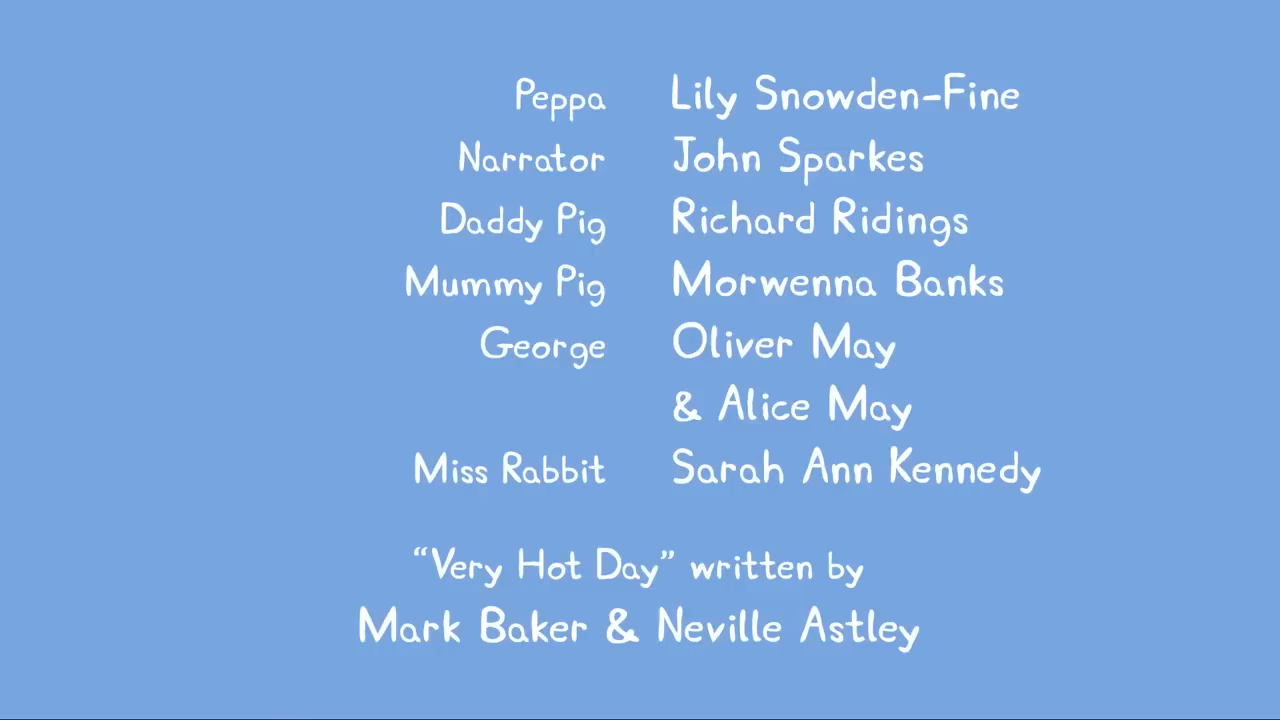 Peppa Lily Snowden-Fine
Narrator John Sparkes
Daddy Pig Richard Ridings
Mummy Pig Morwenna Banks
George Oliver May
& Alice May
Miss Rabbit Sarah Ann Kennedy
“Very Hot Day” written by
Mark Baker & Neville Astley